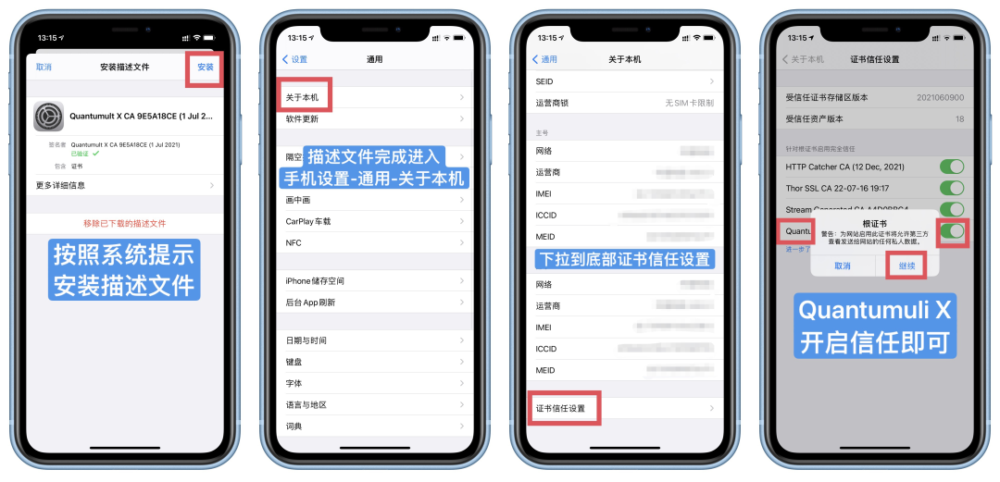 13:15
取消
安装描述文件
安装
Quantumult X CA 9E5A18CE (1 Jul 2...
签名者 Quantumult X CA 9E5A18CE (1 Jul 2021)
已验证
包含 证书
更多详细信息
移除已下载的描述文件
按照系统提示
安装描述文件
13:15
设置
通用
关于本机
软件更新
隔空
描述文件完成进入
手机设置-通用-关于本机
画中画
CarPlay 车载
NFC
iPhone 储存空间
后台 App 刷新
日期与时间
键盘
字体
语言与地区
词典
13:15
通用
关于本机
SEID
运营商锁 无 SIM 卡限制
主号
网络
运营商
IMEI
ICCID
MEID
下拉到底部证书信任设置
网络
运营商
IMEI
ICCID
MEID
证书信任设置
13:15
关于本机
证书信任设置
受信任证书存储区版本 2021060900
受信任资产版本 18
针对根证书启用完全信任
HTTP Catcher CA (12 Dec, 2021)
Thor SSL CA 22-07-16 19:17
Stream Generated CA A4D0BBC4
Quantu
进一步了
根证书
警告：为网站启用此证书将允许第三方
查看发送给网站的任何私人数据。
取消
继续
Quantumuli X
开启信任即可